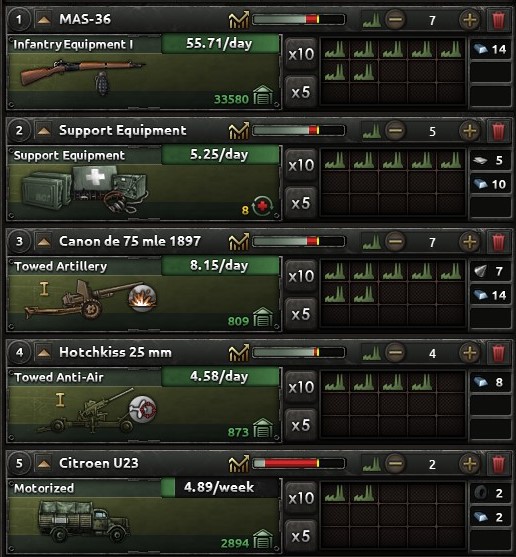 1 MAS-36 7
Infantry Equipment I 55.71/day x10 14
33580 x5
2 Support Equipment 5
Support Equipment 5.25/day x10 5
10
8 x5
3 Canon de 75 mle 1897 7
Towed Artillery 8.15/day x10 7
I 14
809 x5
4 Hotchkiss 25 mm 4
Towed Anti-Air 4.58/day x10 8
I
873 x5
5 Citroen U23 2
Motorized 4.89/week x10 2
2
2894 x5